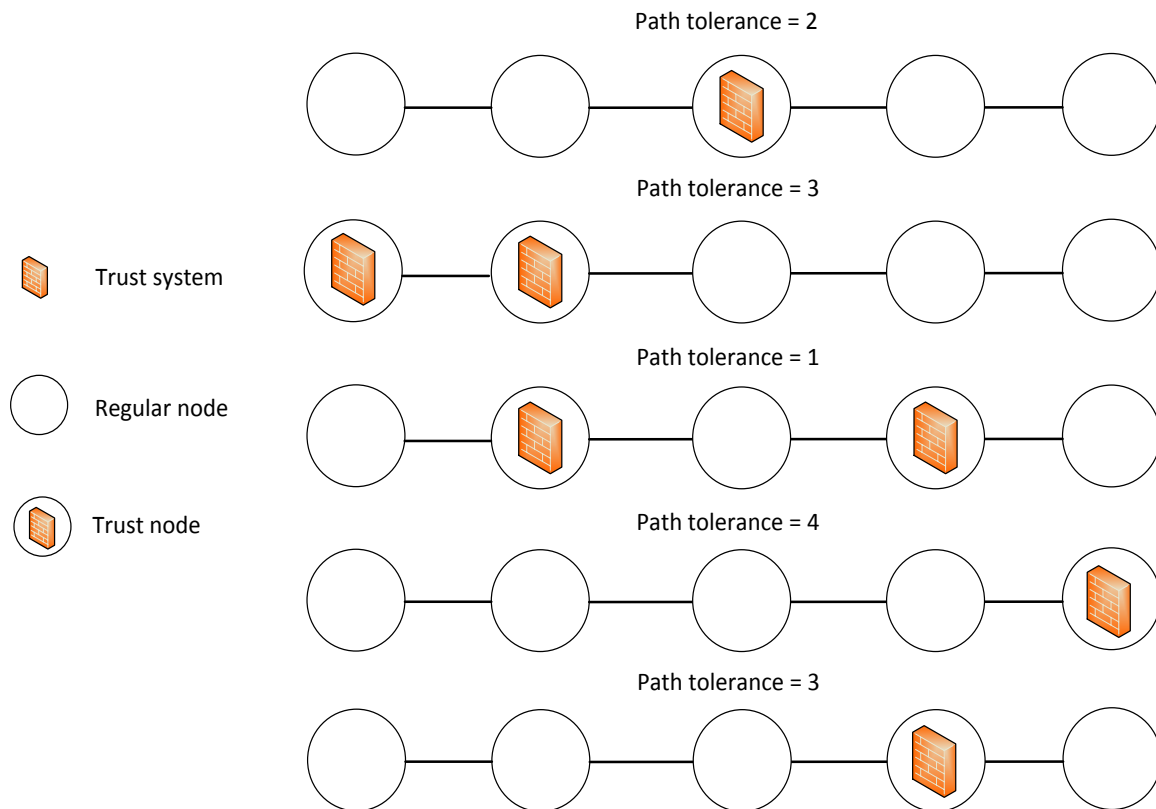 Path tolerance = 2
Path tolerance = 3
Trust system
Path tolerance = 1
Regular node
Path tolerance = 4
Trust node
Path tolerance = 3